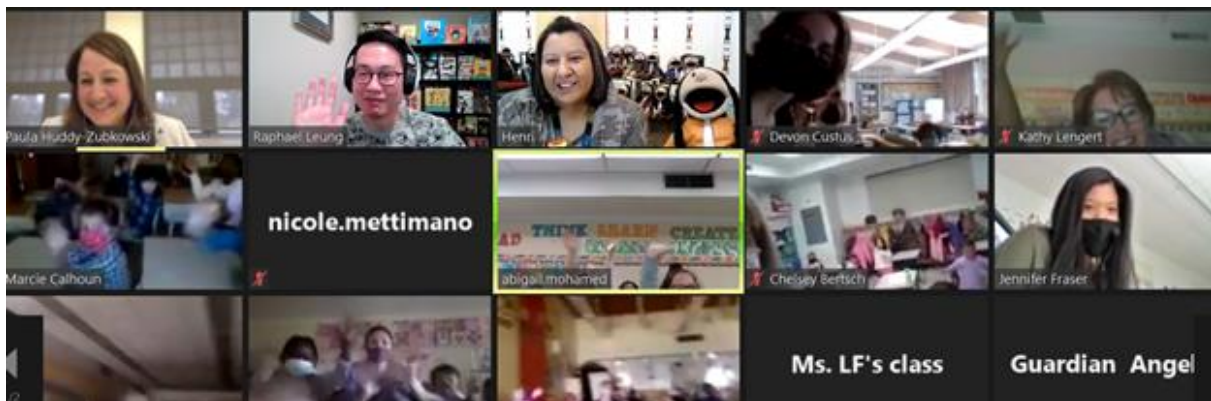 Paula Huddy-Zubkowski
Raphael Leung
Henri
Devon Custus
Kathy Lengert
Marcie Calhoun
nicole.mettimano
THINK SHARE CREATE
abigail.mohamed
Chelsey Bertsch
Jennifer Fraser
Ms. LF's class
Guardian Angel